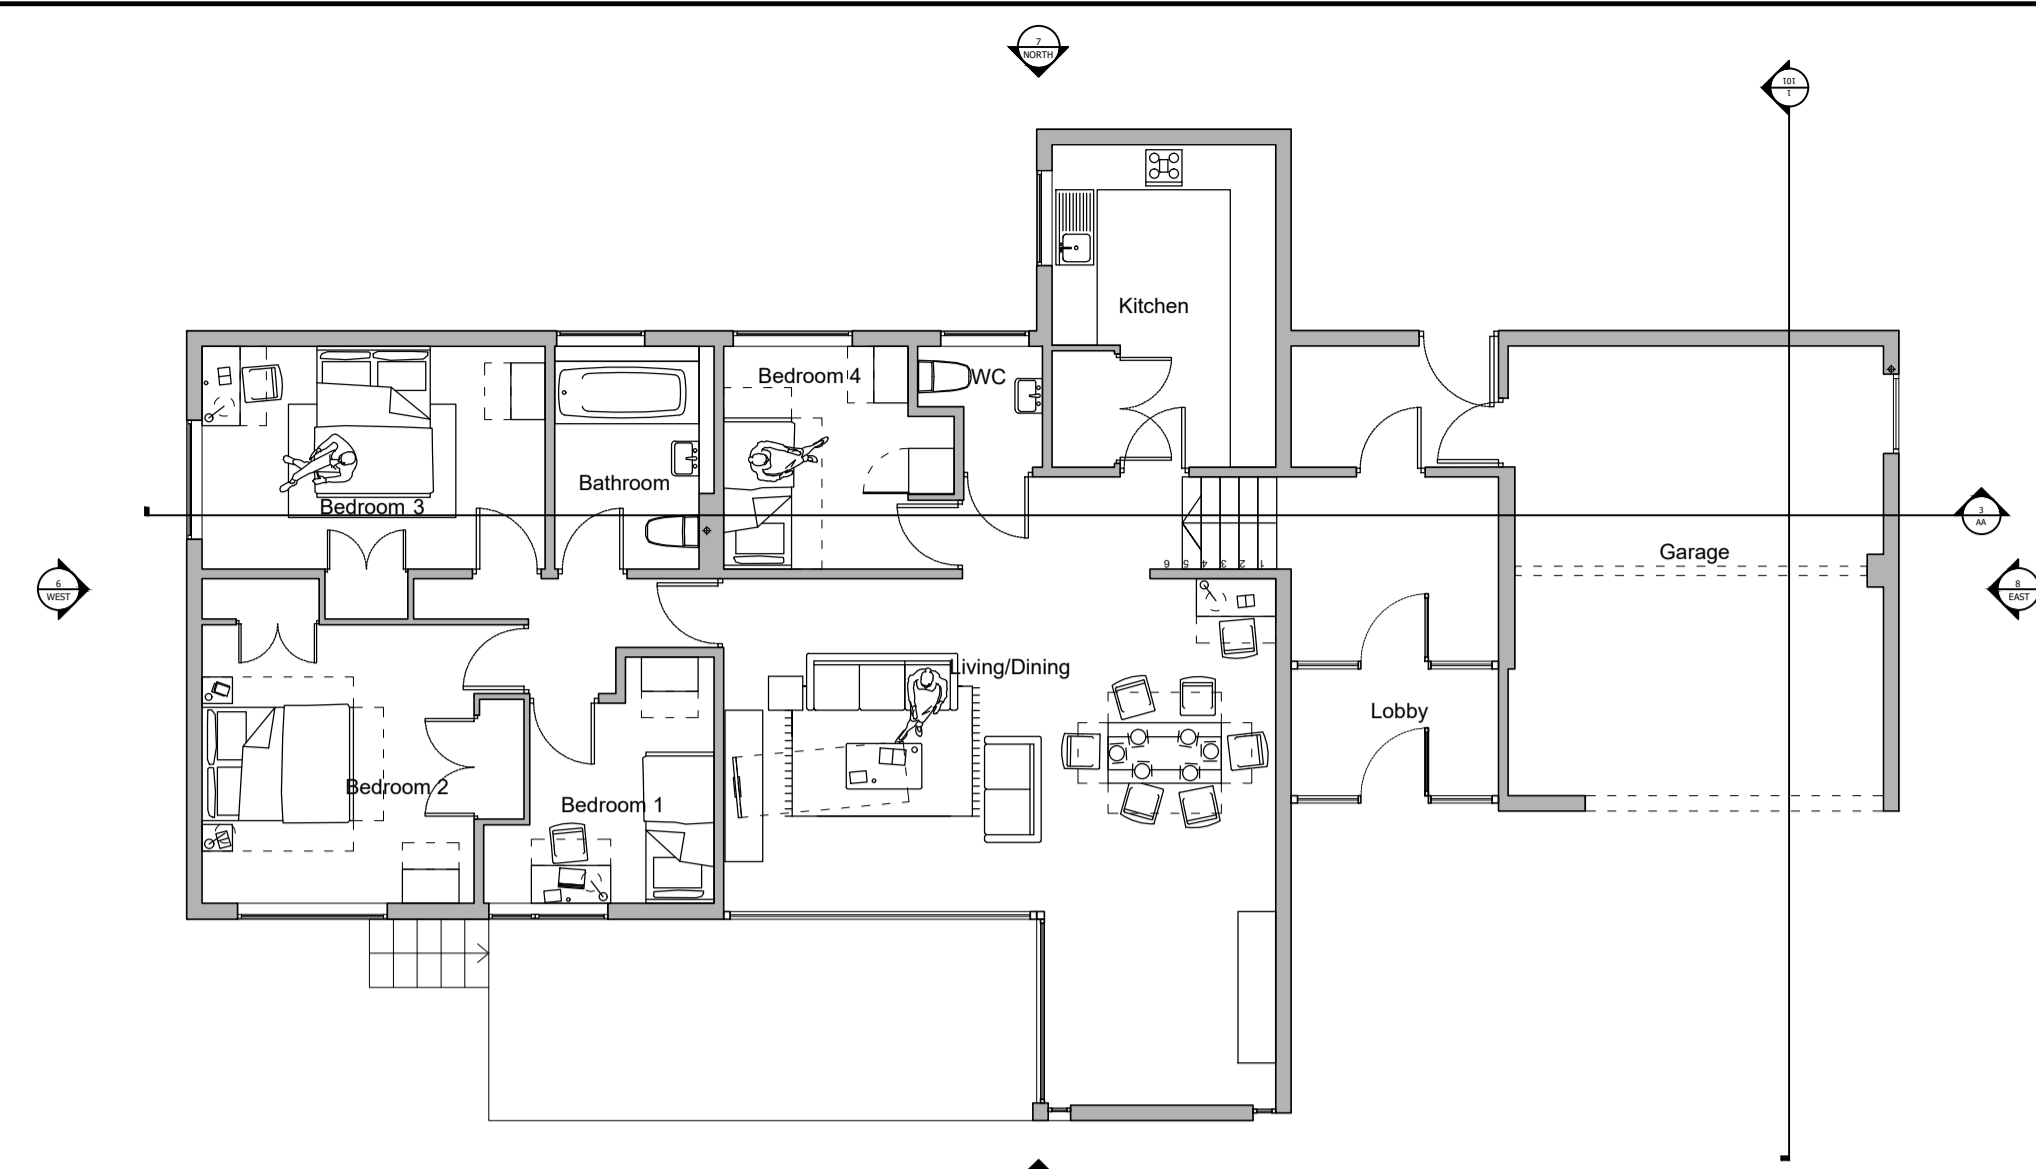 7
NORTH
101
1
Kitchen
Bedroom 4
WC
Bathroom
Bedroom 3
3
AA
Garage
6 5 4 3 2 1
6
WEST
8
EAST
Living/Dining
Lobby
Bedroom 2
Bedroom 1